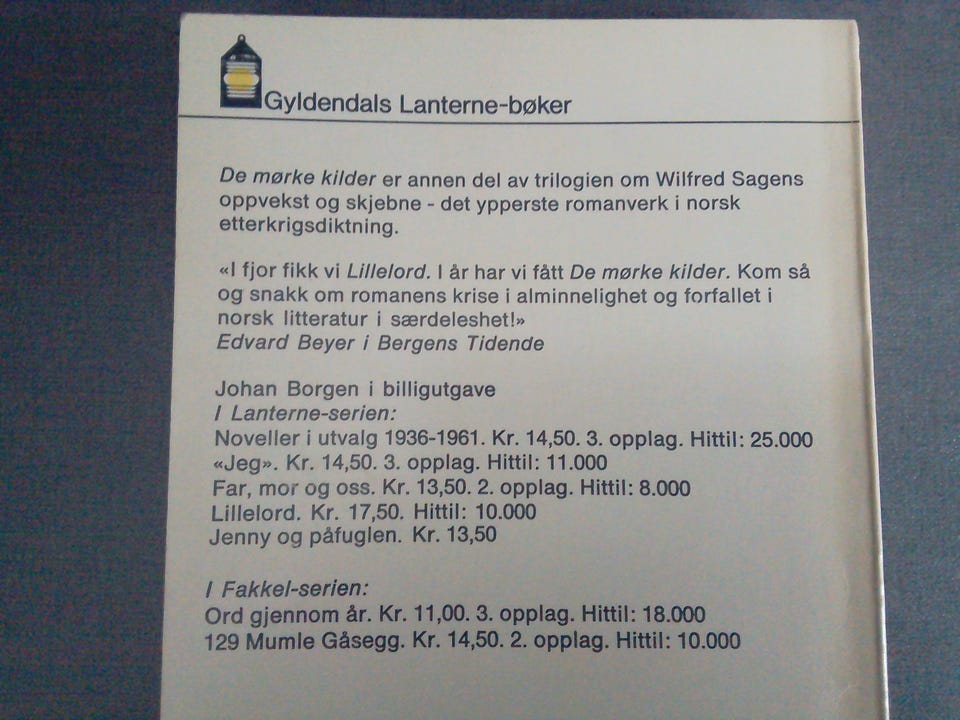 Gyldendals Lanterne-bøker
De mørke kilder er annen del av trilogien om Wilfred Sagens
oppvekst og skjebne - det ypperste romanverk i norsk
etterkrigsdiktning.
«I fjor fikk vi Lillelord. I år har vi fått De mørke kilder. Kom så
og snakk om romanens krise i alminnelighet og forfallet i
norsk litteratur i særdeleshet!»
Edvard Beyer i Bergens Tidende
Johan Borgen i billigutgave
I Lanterne-serien:
Noveller i utvalg 1936-1961. Kr. 14,50. 3. opplag. Hittil: 25.000
«Jeg». Kr. 14,50. 3. opplag. Hittil: 11.000
Far, mor og oss. Kr. 13,50. 2. opplag. Hittil: 8.000
Lillelord. Kr. 17,50. Hittil: 10.000
Jenny og påfuglen. Kr. 13,50
I Fakkel-serien:
Ord gjennom år. Kr. 11,00. 3. opplag. Hittil: 18.000
129 Mumle Gåsegg. Kr. 14,50. 2. opplag. Hittil: 10.000